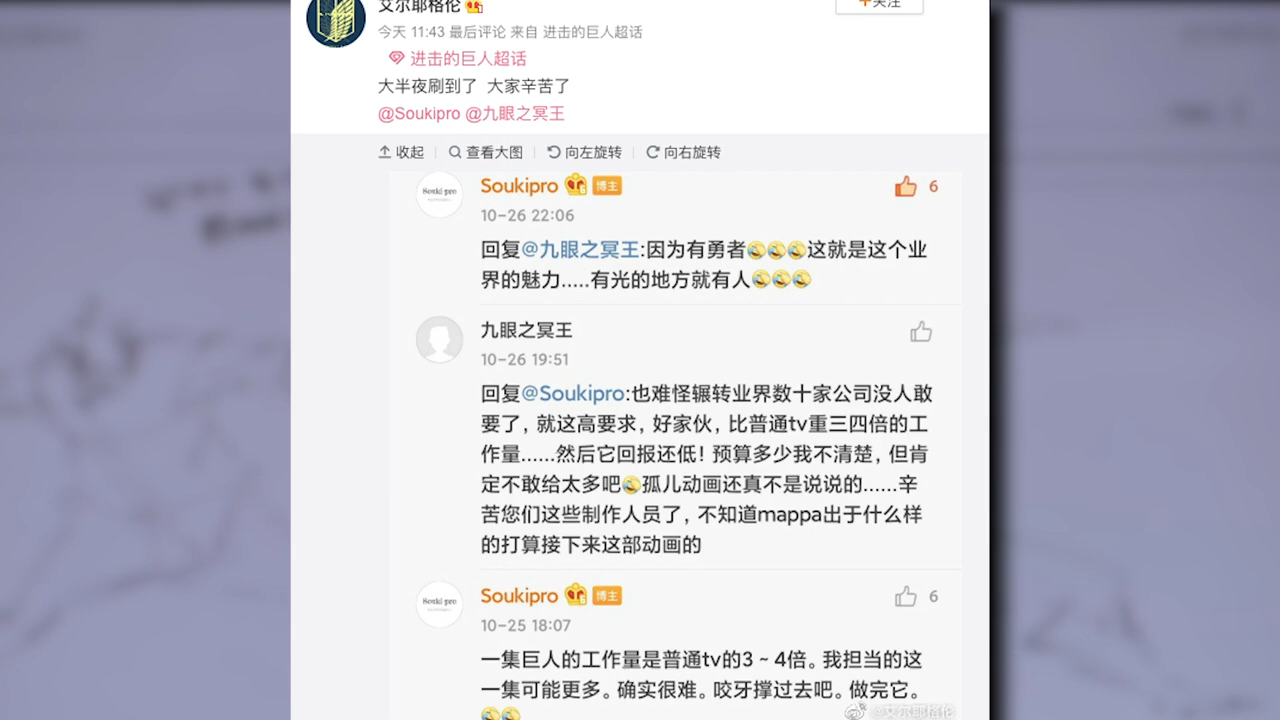 艾尔耶格伦
关注
今天 11:43 最后评论 来自 进击的巨人超话
进击的巨人超话
大半夜刷到了 大家辛苦了
@Soukipro @九眼之冥王
收起 查看大图 向左旋转 向右旋转
Souki pro
Soukipro 博主 6
10-26 22:06
回复@九眼之冥王:因为有勇者这就是这个业
界的魅力.....有光的地方就有人
九眼之冥王
10-26 19:51
回复@Soukipro:也难怪辗转业界数十家公司没人敢
要了，就这高要求，好家伙，比普通tv重三四倍的工
作量......然后它回报还低！预算多少我不清楚，但肯
定不敢给太多吧孤儿动画还真不是说说的......辛
苦您们这些制作人员了，不知道mappa出于什么样
的打算接下来这部动画的
Souki pro
Soukipro 博主 6
10-25 18:07
一集巨人的工作量是普通tv的3～4倍。我担当的这
一集可能更多。确实很难。咬牙撑过去吧。做完它。
@艾尔耶格伦